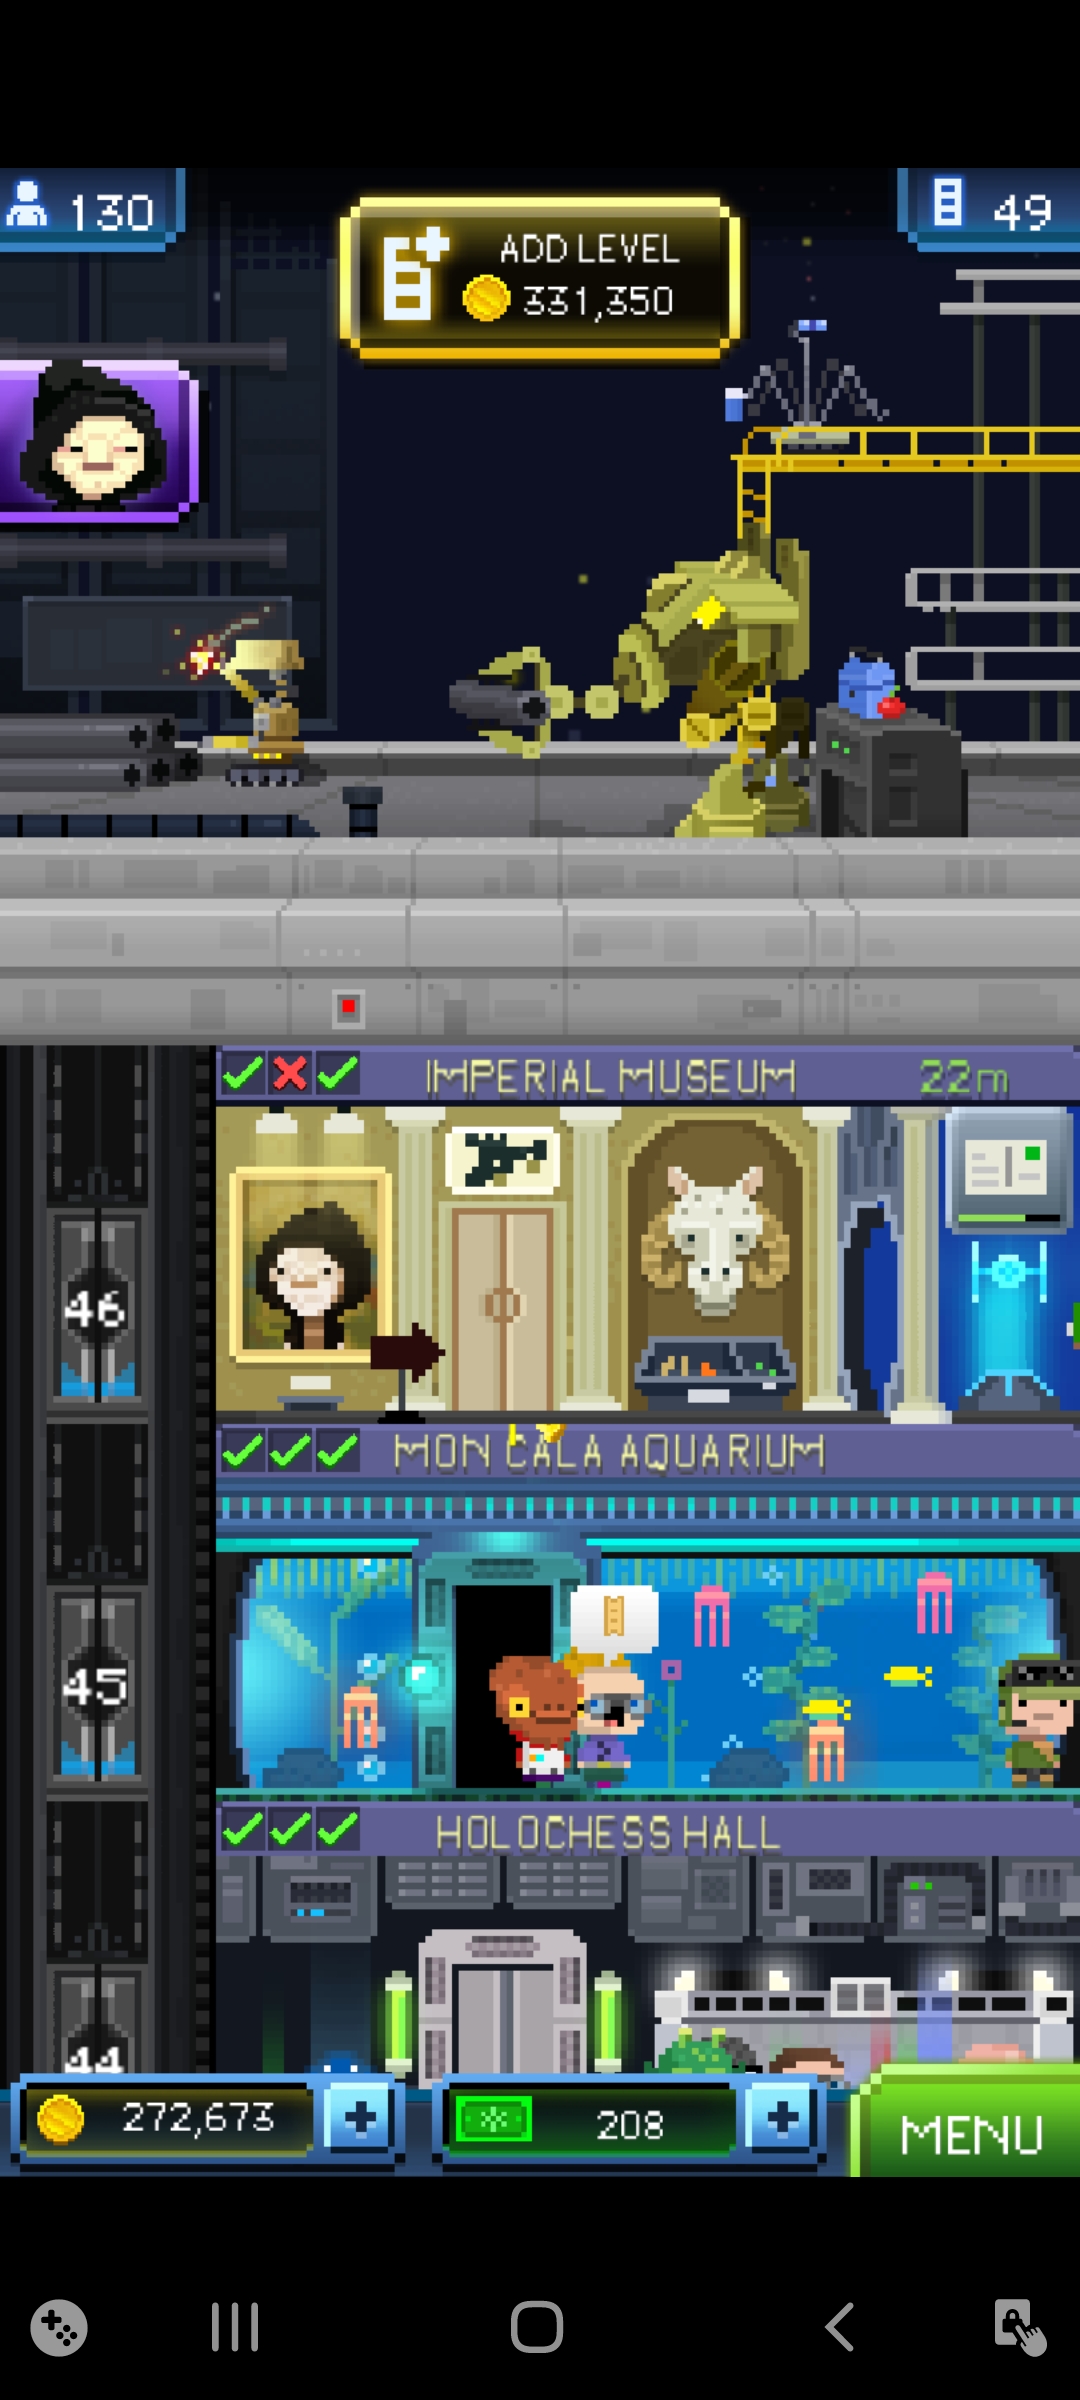 130
ADD LEVEL
331,350
49
IMPERIAL MUSEUM 22m
46
MON CALA AQUARIUM
45
HOLOCHESS HALL
44
272,673 + 208 + MENU